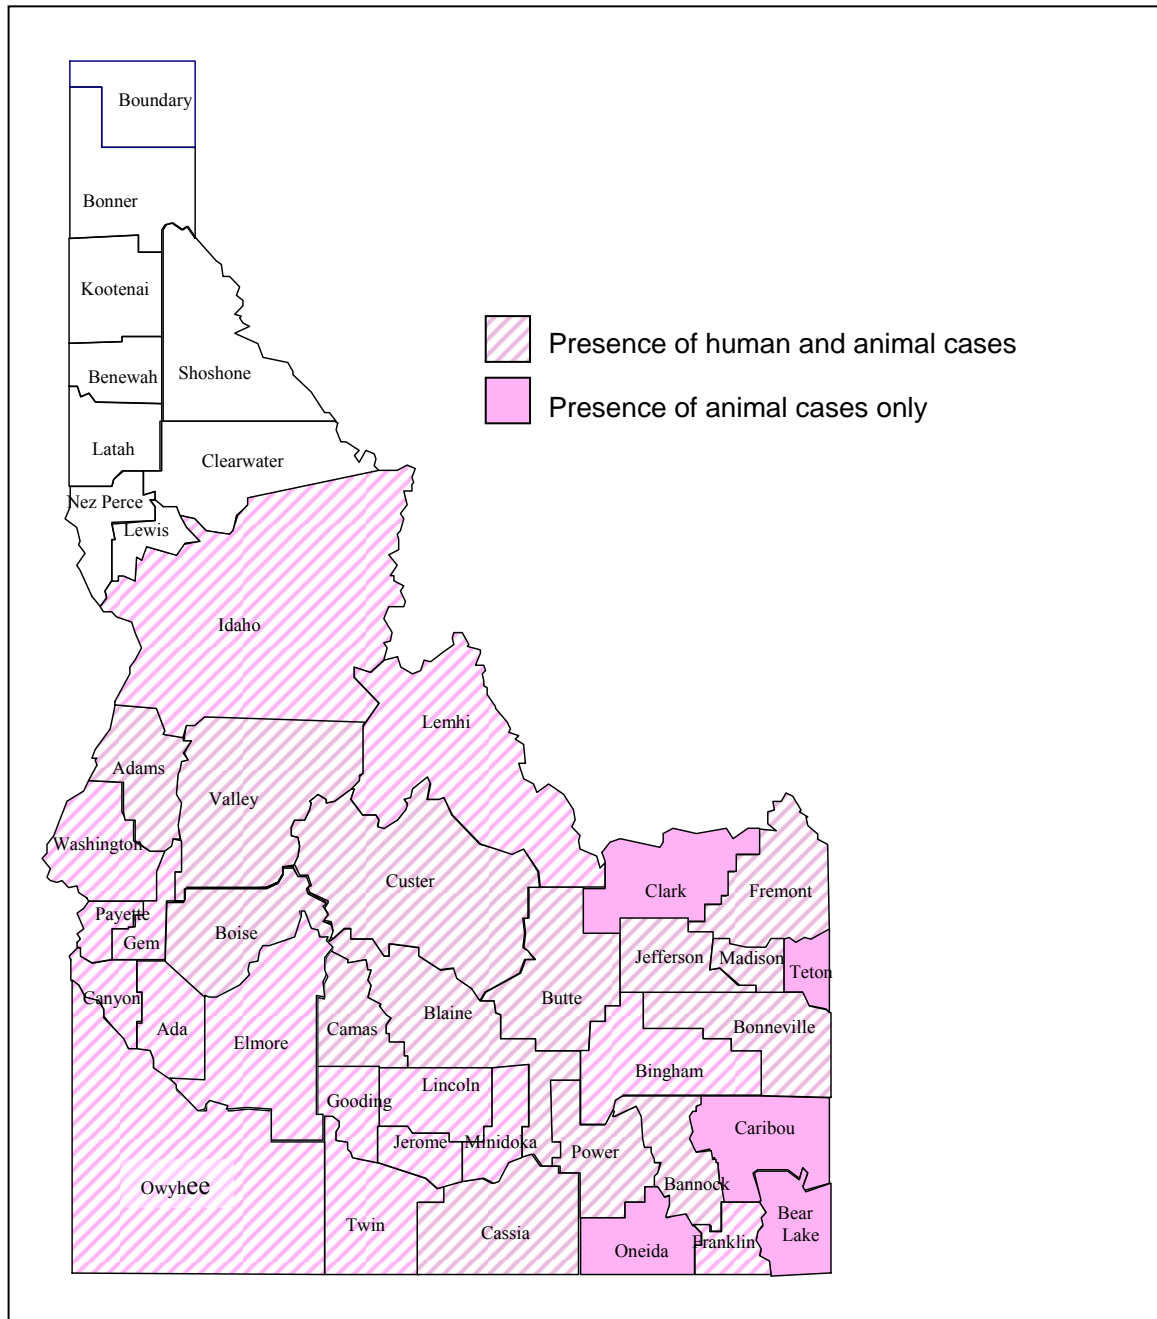 Boundary
Bonner
Kootenai
Presence of human and animal cases
Benewah
Shoshone
Presence of animal cases only
Latah
Clearwater
Nez Perce
Lewis
Idaho
Lemhi
Adams
Valley
Washington
Custer
Clark
Fremont
Payette
Boise
Gem
Jefferson
Madison
Teton
Canyon
Ada
Elmore
Camas
Blaine
Butte
Bonneville
Bingham
Gooding
Lincoln
Jerome
Minidoka
Power
Caribou
Bannock
Owyhee
Twin
Cassia
Oneida
Franklin
Bear
Lake